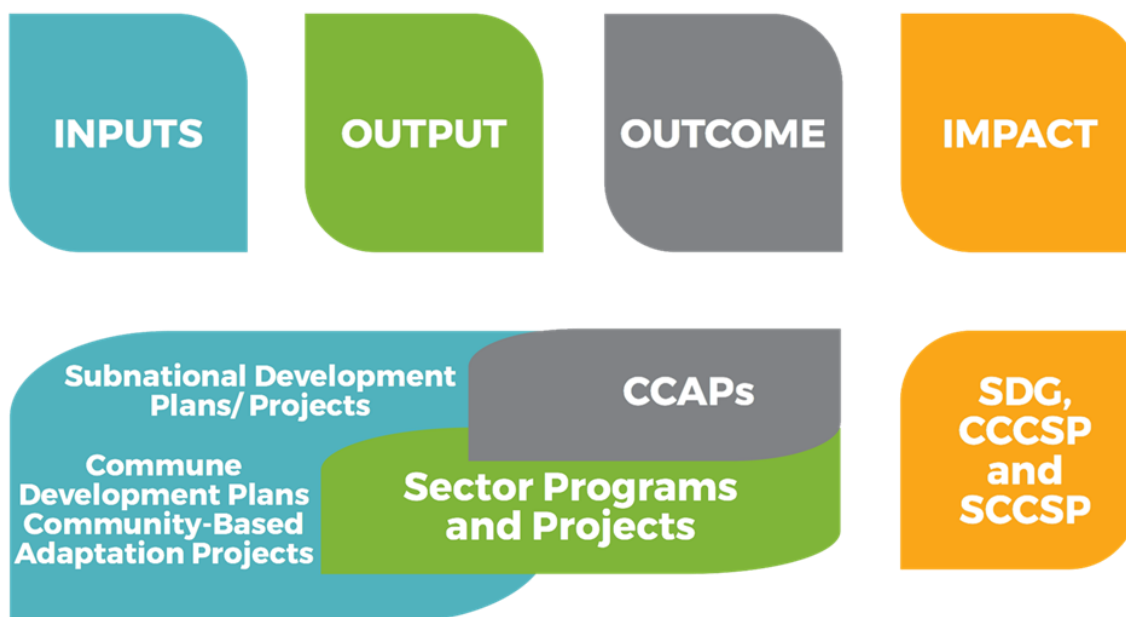 INPUTS
OUTPUT
OUTCOME
IMPACT
Subnational Development
Plans/ Projects
Commune
Development Plans
Community-Based
Adaptation Projects
CCAPs
Sector Programs
and Projects
SDG,
CCCSP
and
SCCSP